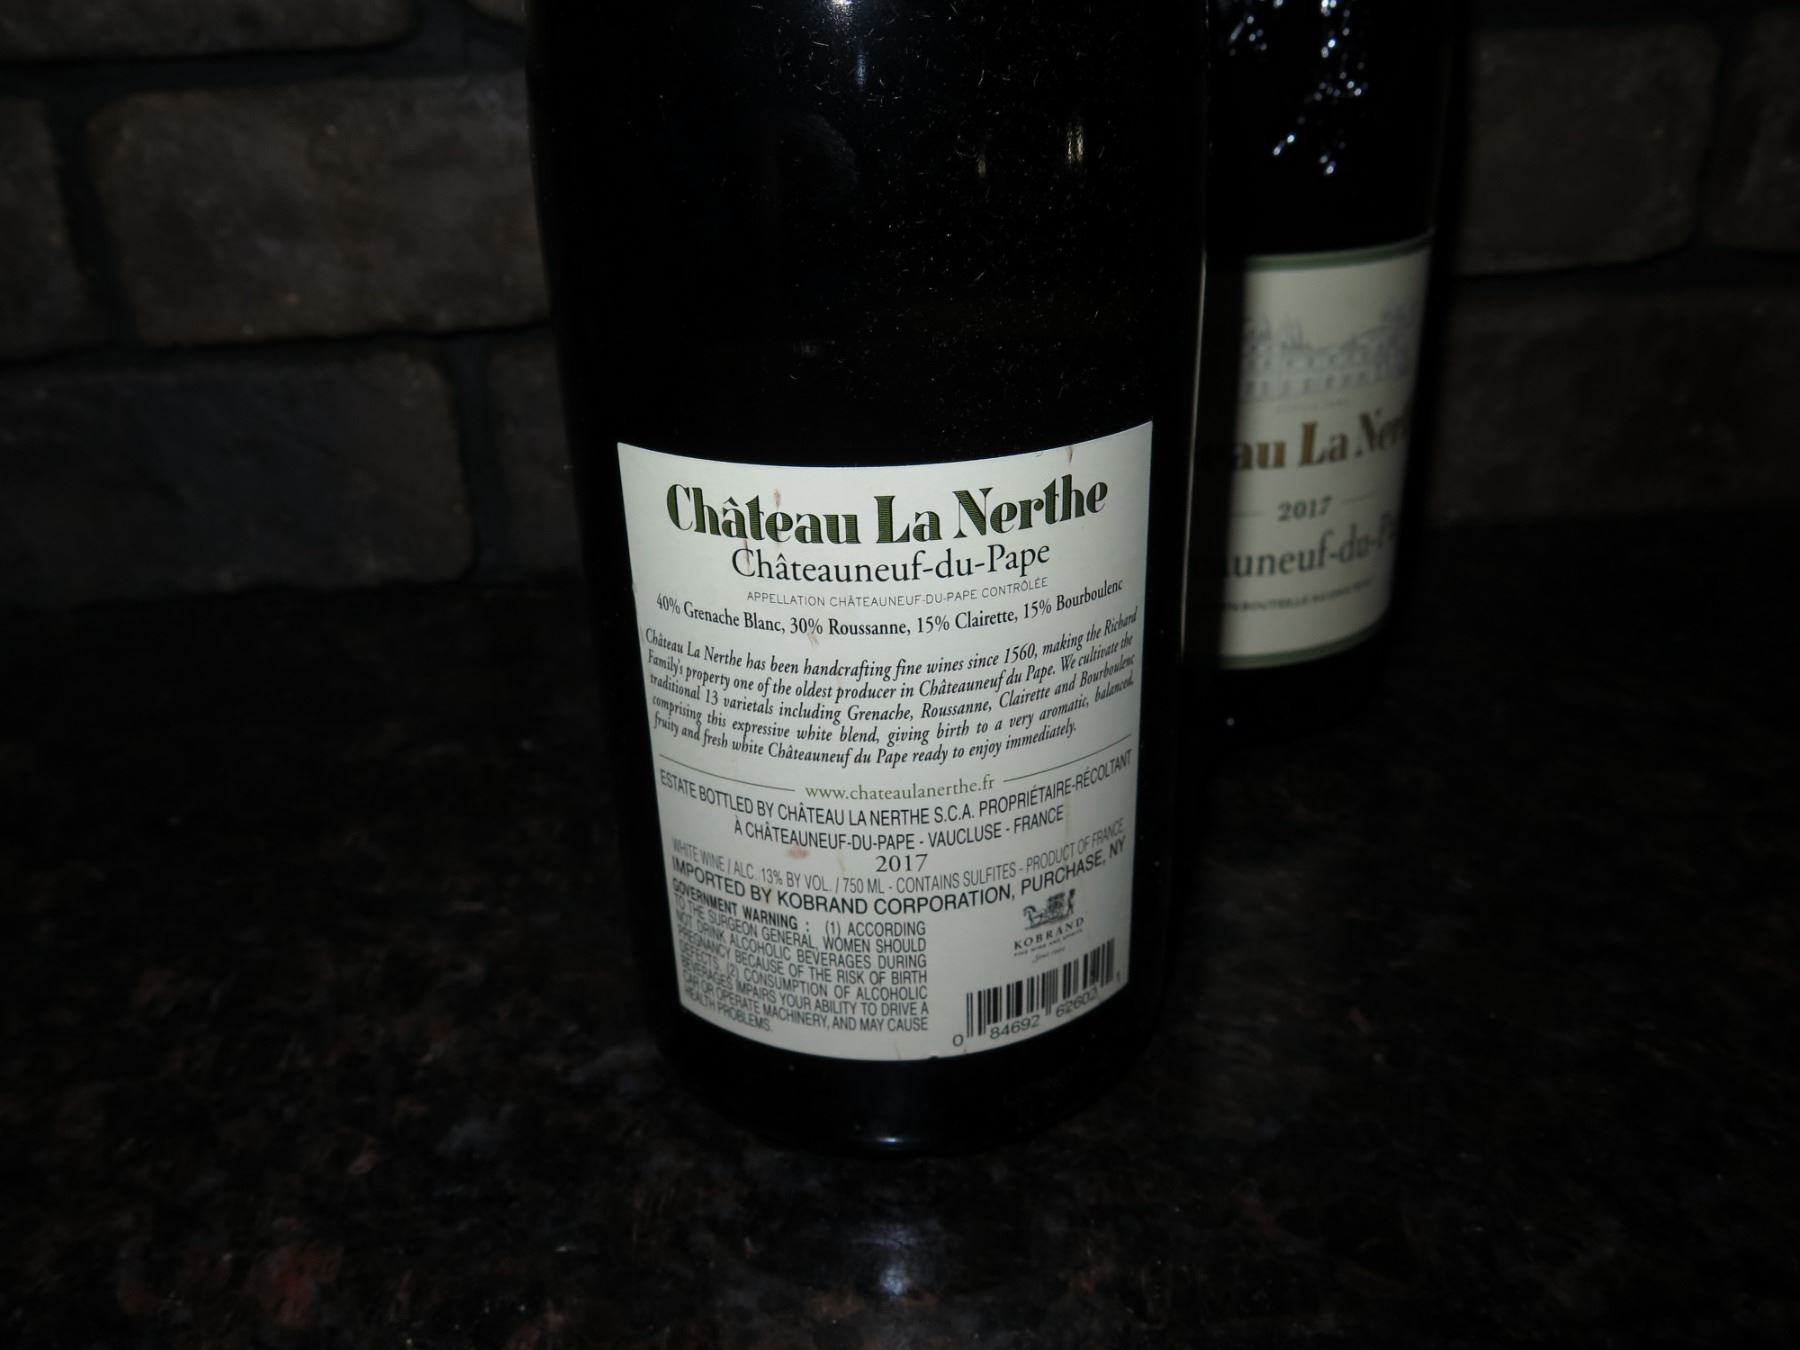 Château La Nerthe
Châteauneuf-du-Pape
APPELLATION CHÂTEAUNEUF-DU-PAPE CONTRÔLÉE
40% Grenache Blanc, 30% Roussanne, 15% Clairette, 15% Bourboulenc
Château La Nerthe has been handcrafting fine wines since 1560, making the Richard
Family's property one of the oldest producer in Châteauneuf du Pape. We cultivate the
traditional 13 varietals including Grenache, Roussanne, Clairette and Bourboulenc
comprising this expressive white blend, giving birth to a very aromatic, balanced,
fruity and fresh white Châteauneuf du Pape ready to enjoy immediately.
www.chateaulanerthe.fr
ESTATE BOTTLED BY CHÂTEAU LA NERTHE S.C.A. PROPRIÉTAIRE-RÉCOLTANT
À CHÂTEAUNEUF-DU-PAPE - VAUCLUSE - FRANCE
2017
WHITE WINE / ALC. 13% BY VOL. / 750 ML - CONTAINS SULFITES - PRODUCT OF FRANCE
IMPORTED BY KOBRAND CORPORATION, PURCHASE, NY
GOVERNMENT WARNING : (1) ACCORDING
TO THE SURGEON GENERAL, WOMEN SHOULD
NOT DRINK ALCOHOLIC BEVERAGES DURING
PREGNANCY BECAUSE OF THE RISK OF BIRTH
DEFECTS. (2) CONSUMPTION OF ALCOHOLIC
BEVERAGES IMPAIRS YOUR ABILITY TO DRIVE A
CAR OR OPERATE MACHINERY, AND MAY CAUSE
HEALTH PROBLEMS.
KOBRAND
FINE WINE AND SPIRITS
0 84692 62602 1
eau La Ner
2017
auneuf-du-P